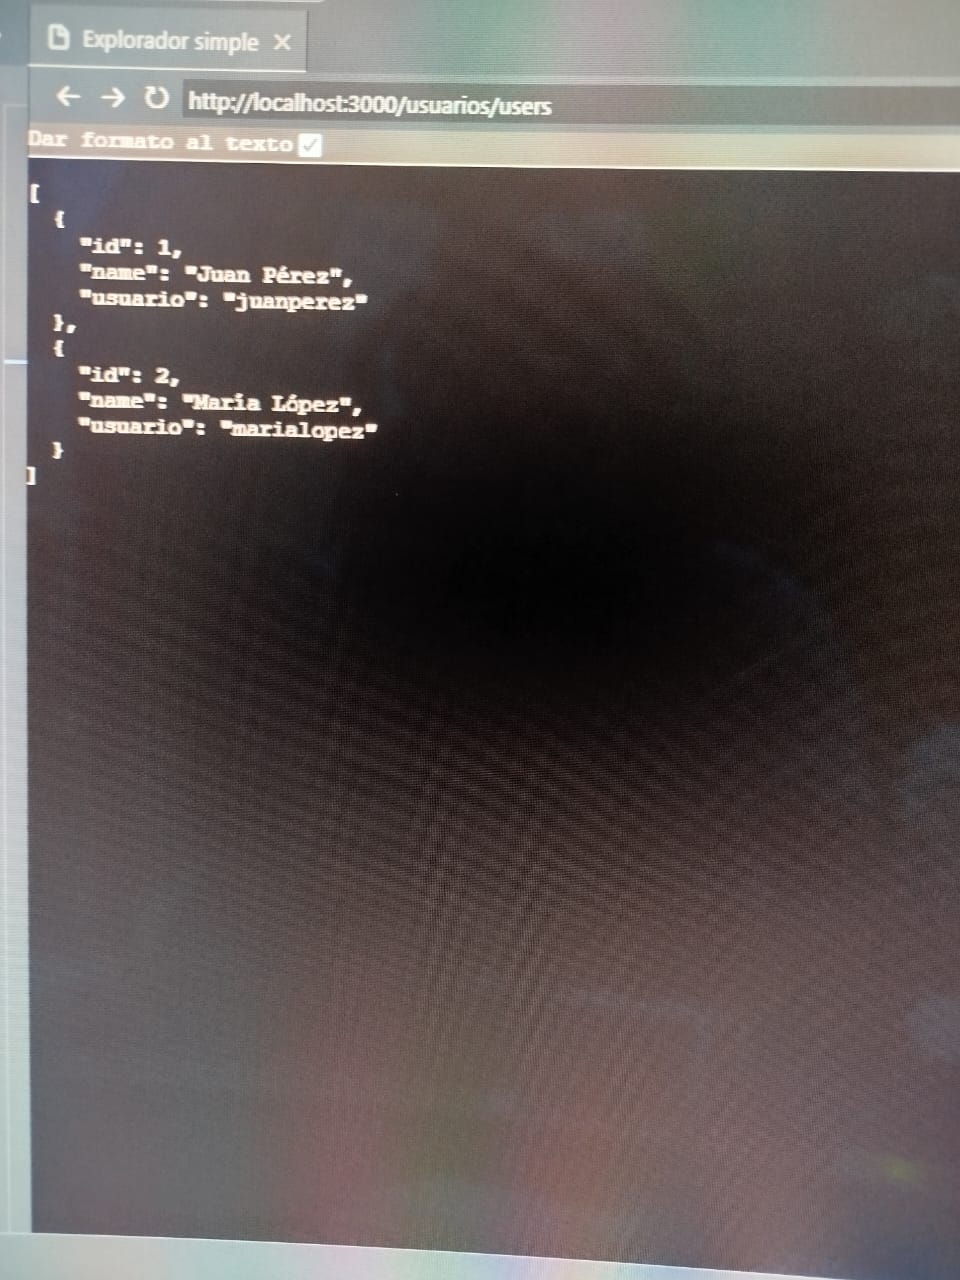 Explorador simple
http://localhost:3000/usuarios/users
Dar formato al texto
[
{
"id": 1,
"name": "Juan Pérez",
"usuario": "juanperez"
},
{
"id": 2,
"name": "María López",
"usuario": "marialopez"
}
]